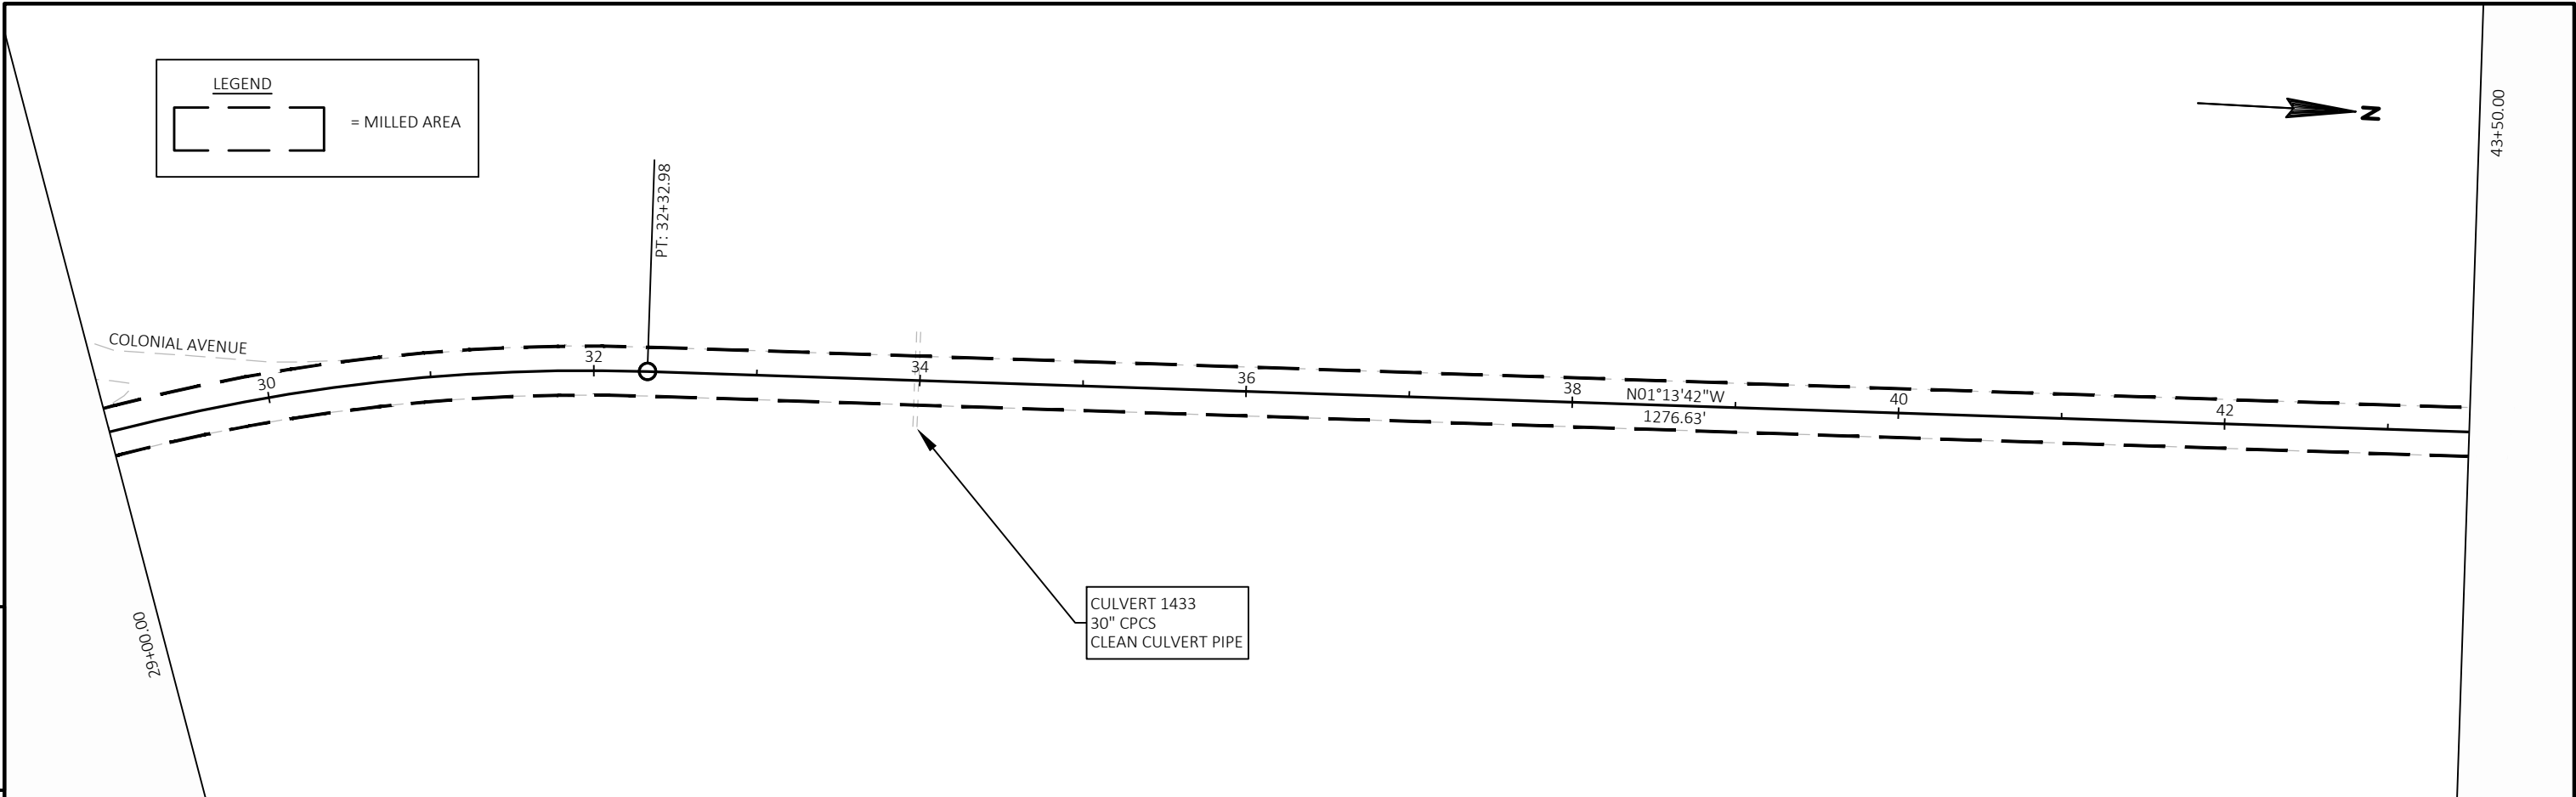 LEGEND
= MILLED AREA
N
43+50.00
PT: 32+32.98
COLONIAL AVENUE
30
32
34
36
38
N01°13'42"W
1276.63'
40
42
29+00.00
CULVERT 1433
30" CPCS
CLEAN CULVERT PIPE